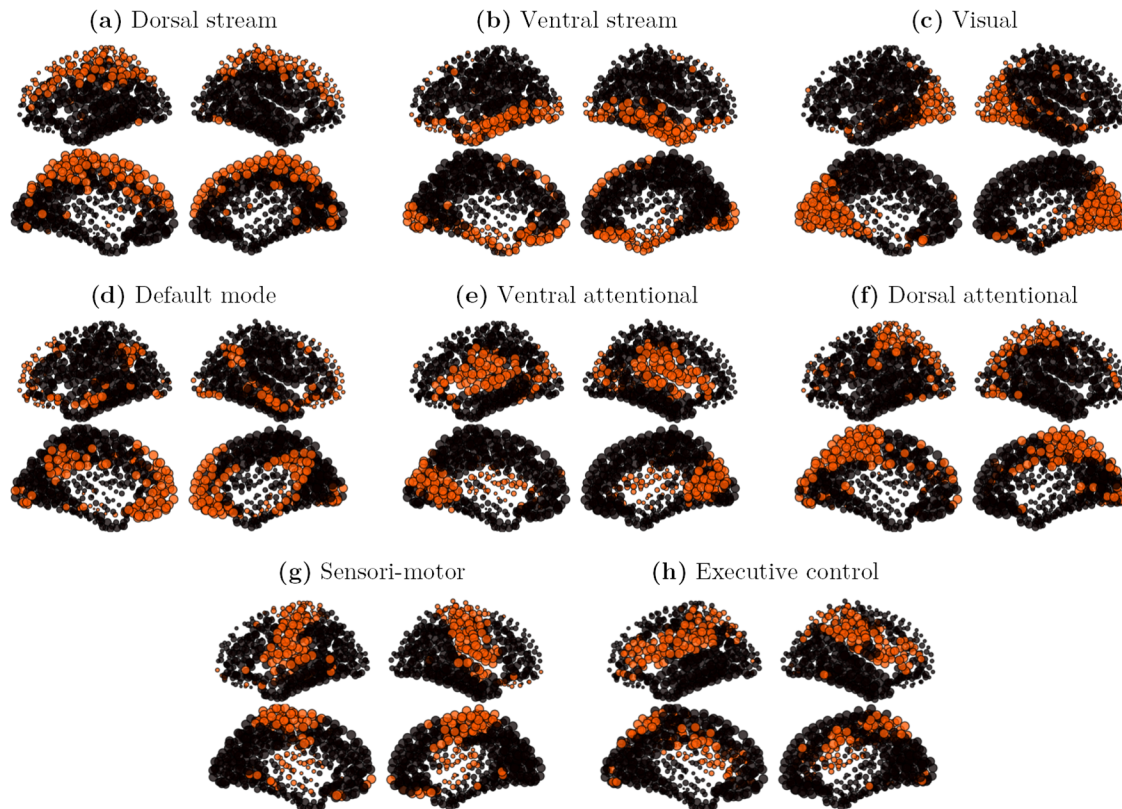 (a) Dorsal stream
(b) Ventral stream
(c) Visual
(d) Default mode
(e) Ventral attentional
(f) Dorsal attentional
(g) Sensori-motor
(h) Executive control